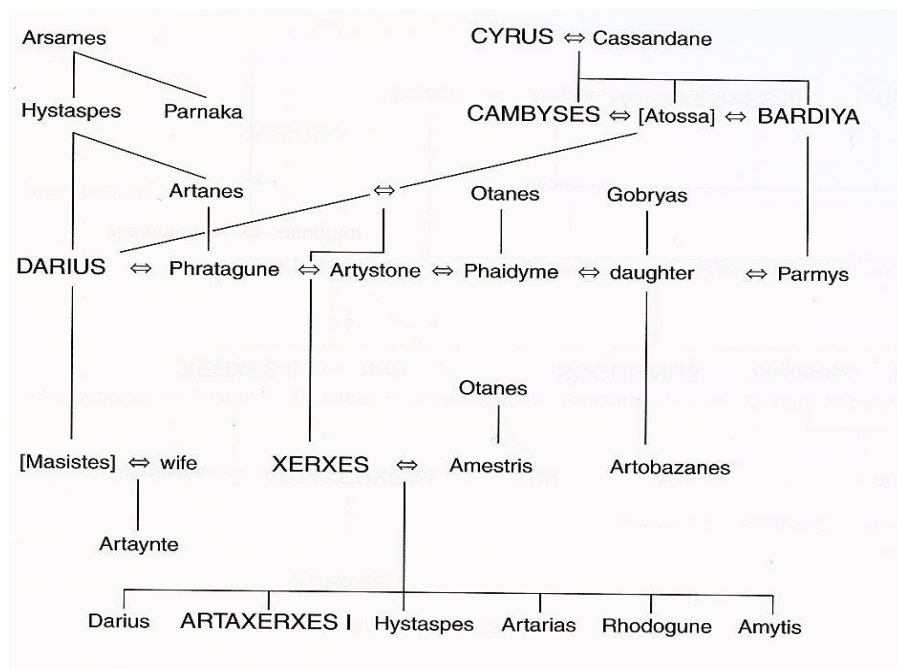 Arsames
CYRUS ⇔ Cassandane
Hystaspes Parnaka
CAMBYSES ⇔ [Atossa] ⇔ BARDIYA
Artanes ⇔ Otanes Gobryas
DARIUS ⇔ Phratagune ⇔ Artystone ⇔ Phaidyme ⇔ daughter ⇔ Parmys
Otanes
[Masistes] ⇔ wife XERXES ⇔ Amestris Artobazanes
Artaynte
Darius ARTAXERXES I Hystaspes Artarias Rhodogune Amytis